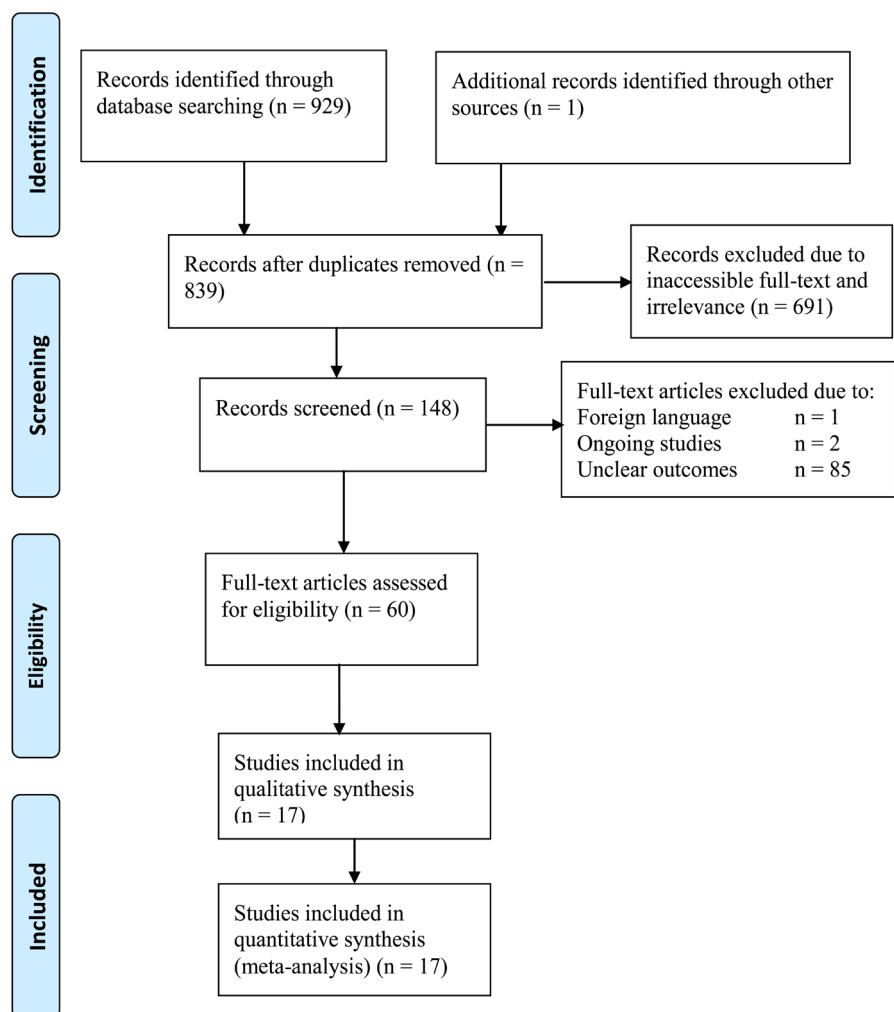 Identification
Records identified through
database searching (n = 929)
Additional records identified through other
sources (n = 1)
Records after duplicates removed (n =
839)
Records excluded due to
inaccessible full-text and
irrelevance (n = 691)
Screening
Records screened (n = 148)
Full-text articles excluded due to:
Foreign language n = 1
Ongoing studies n = 2
Unclear outcomes n = 85
Eligibility
Full-text articles assessed
for eligibility (n = 60)
Studies included in
qualitative synthesis
(n = 17)
Included
Studies included in
quantitative synthesis
(meta-analysis) (n = 17)